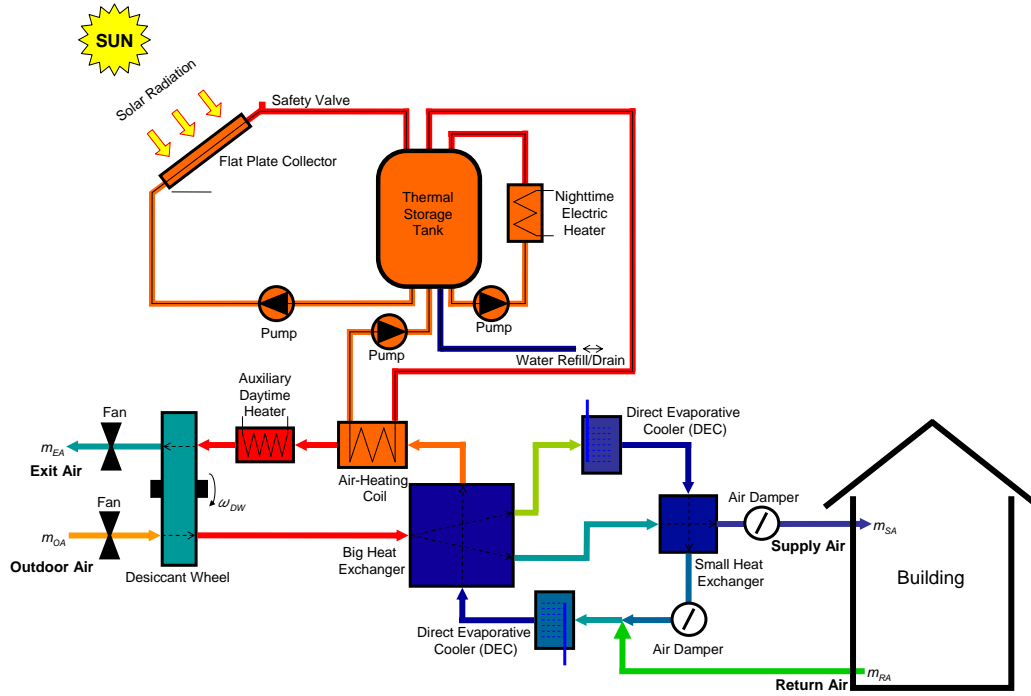 SUN
Solar Radiation
Safety Valve
Flat Plate Collector
Thermal
Storage
Tank
Nighttime
Electric
Heater
Pump
Pump
Pump
Water Refill/Drain
Auxiliary
Daytime
Heater
Direct Evaporative
Cooler (DEC)
Fan
m_EA
Exit Air
Air-Heating
Coil
Air Damper
Fan
ω_DW
m_OA
Outdoor Air
Desiccant Wheel
Big Heat
Exchanger
m_SA
Supply Air
Small Heat
Exchanger
Building
Direct Evaporative
Cooler (DEC)
Air Damper
Return Air
m_RA